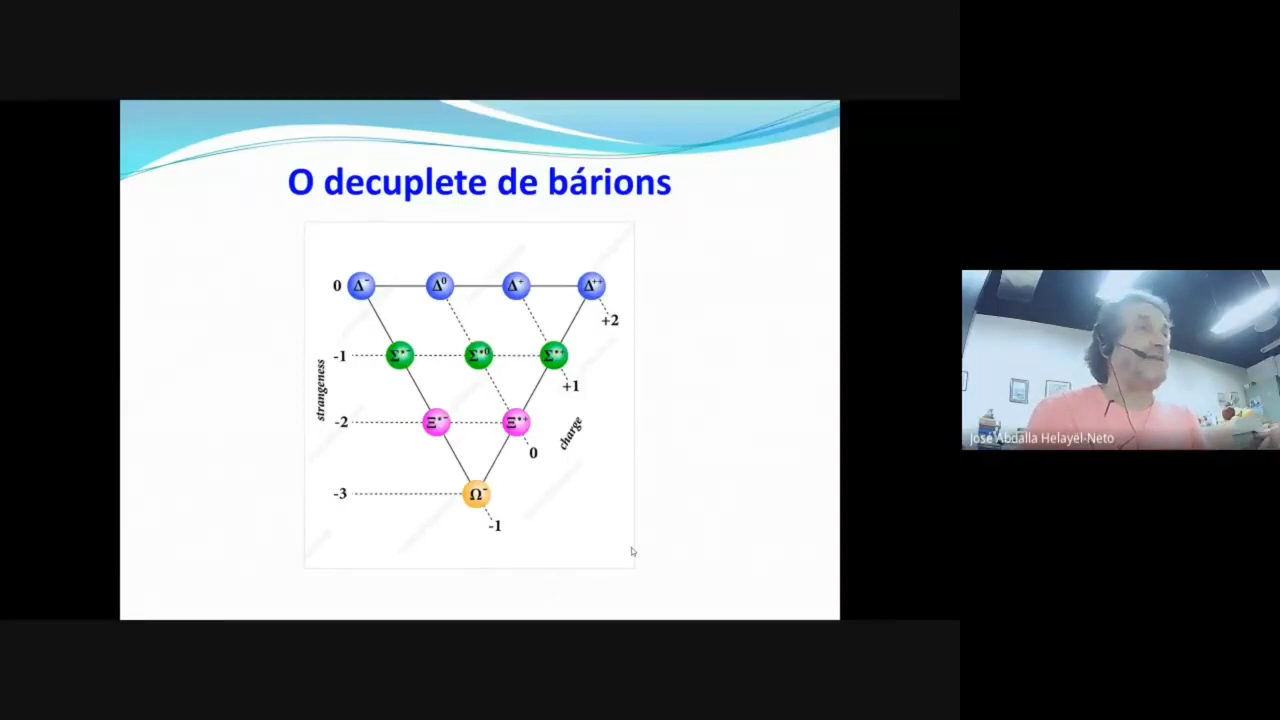 O decuplete de bárions
0 Δ⁻ Δ⁰ Δ⁺ Δ⁺⁺
+2
-1 Σ*⁻ Σ*⁰ Σ*⁺
+1
strangeness
-2 Ξ*⁻ Ξ*⁺
charge
0
-3 Ω⁻
-1
José Abdalla Helayël-Neto